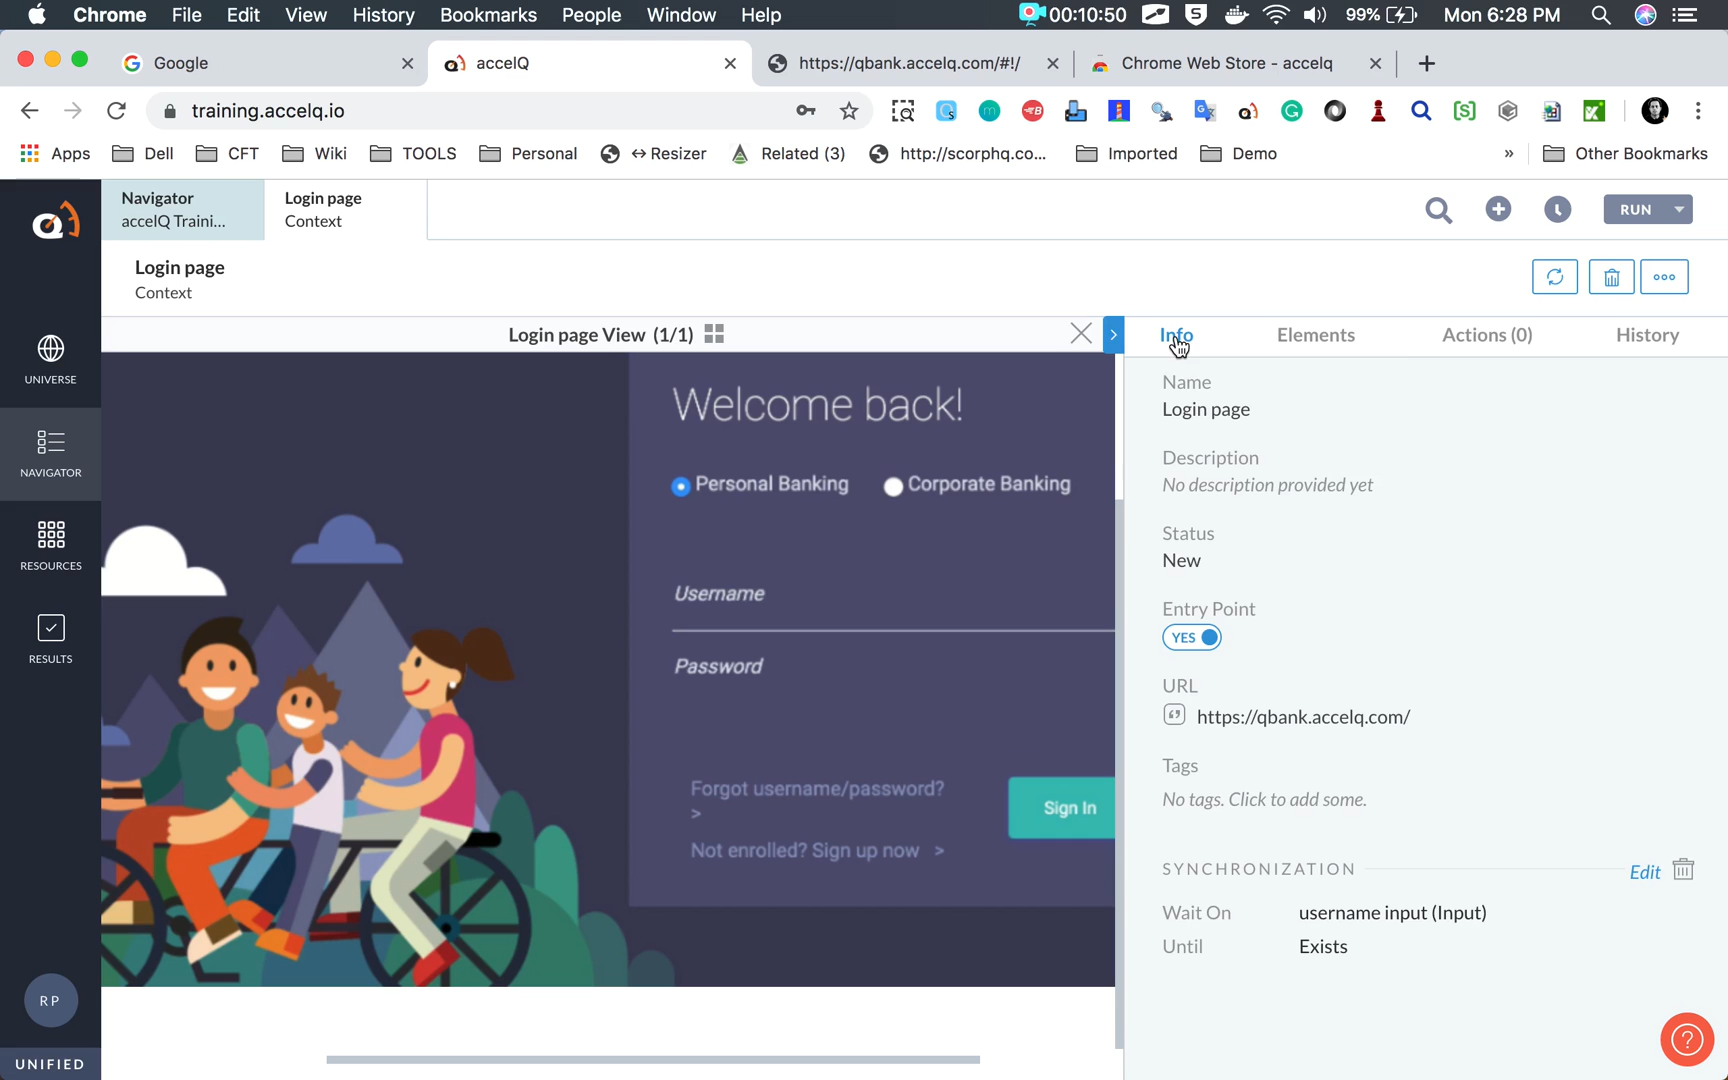 Chrome File Edit View History Bookmarks People Window Help 00:10:50 99% Mon 6:28 PM
Google accelQ https://qbank.accelq.com/#!/ Chrome Web Store - accelq
training.accelq.io
Apps Dell CFT Wiki TOOLS Personal ↔Resizer Related (3) http://scorphq.co... Imported Demo » Other Bookmarks
Navigator
accelQ Traini...
Login page
Context
RUN
Login page
Context
Login page View (1/1)
Info Elements Actions (0) History
UNIVERSE
NAVIGATOR
RESOURCES
RESULTS
RP
UNIFIED
Welcome back!
Personal Banking Corporate Banking
Username
Password
Forgot username/password?
>
Sign In
Not enrolled? Sign up now >
Name
Login page
Description
No description provided yet
Status
New
Entry Point
YES
URL
https://qbank.accelq.com/
Tags
No tags. Click to add some.
SYNCHRONIZATION Edit
Wait On username input (Input)
Until Exists
?